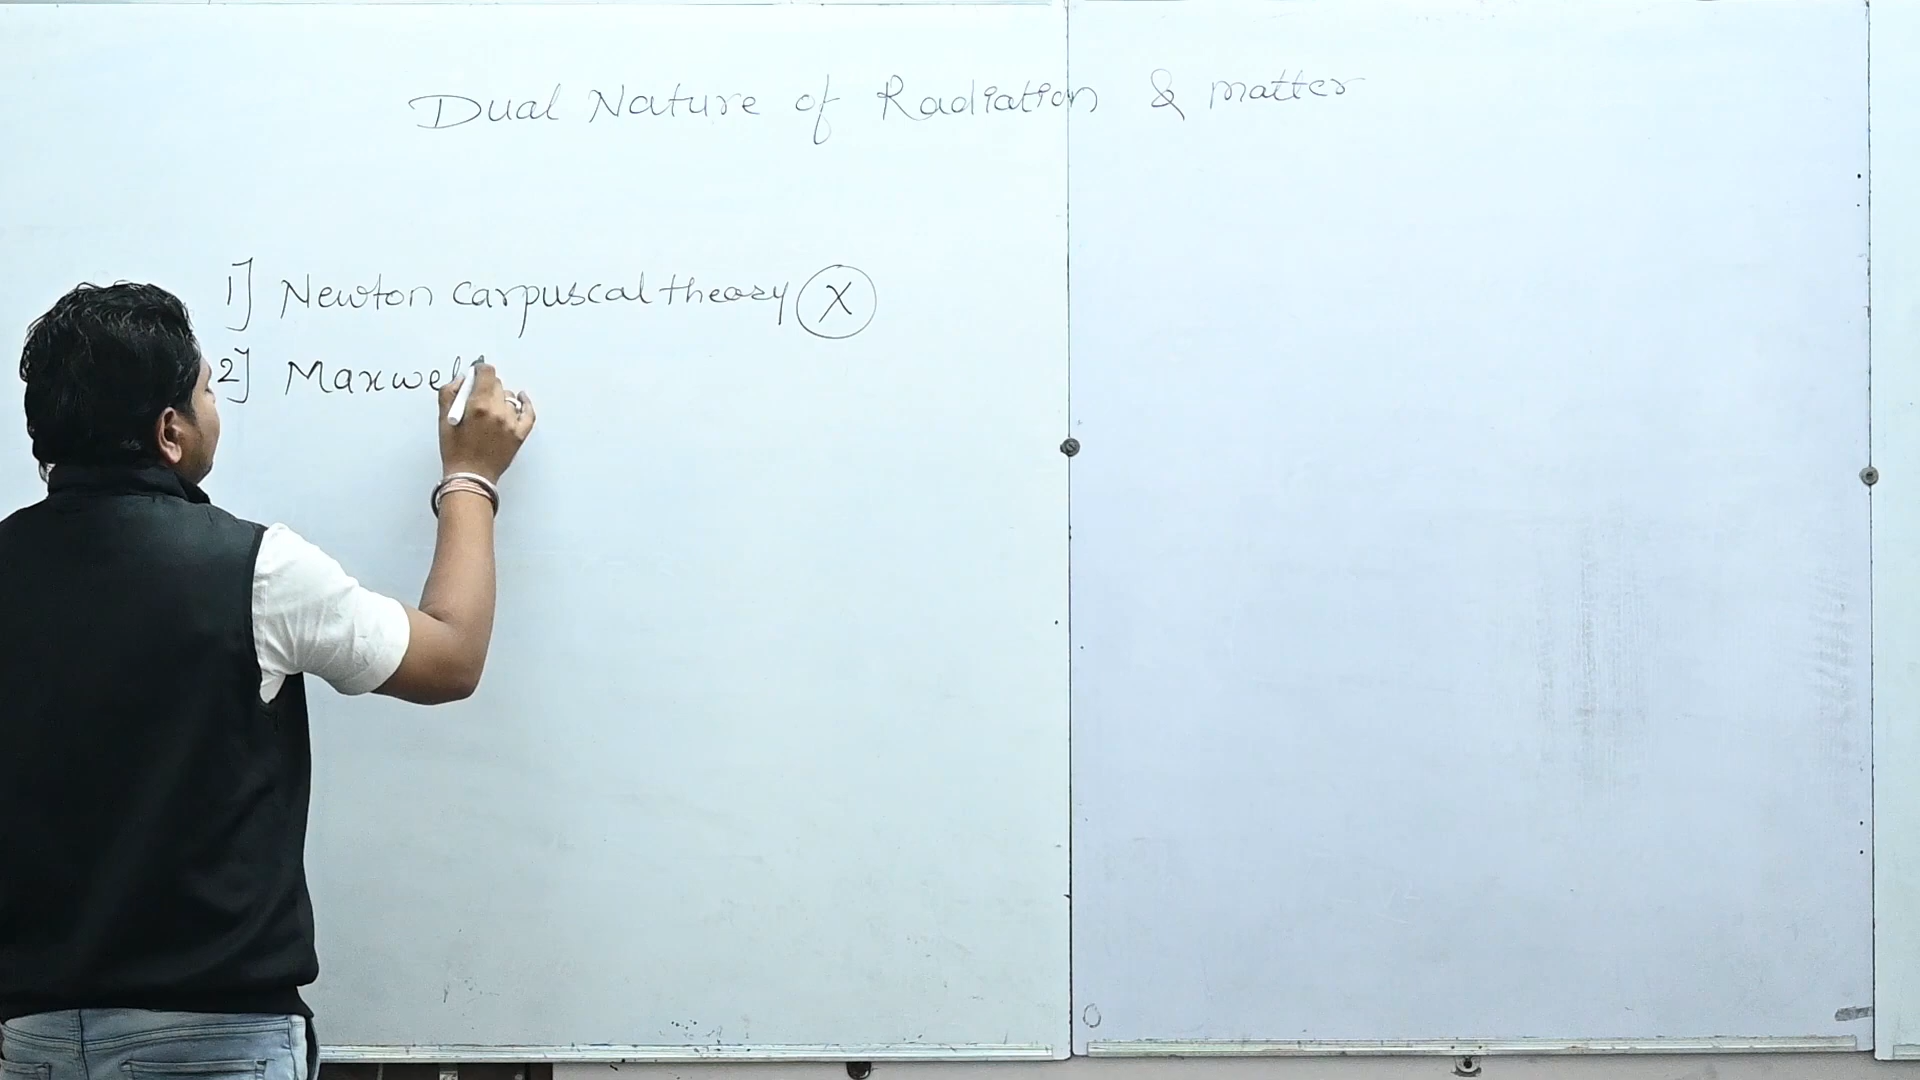 Dual Nature of Radiation & matter
1] Newton carpuscal theory X
2] Maxwel